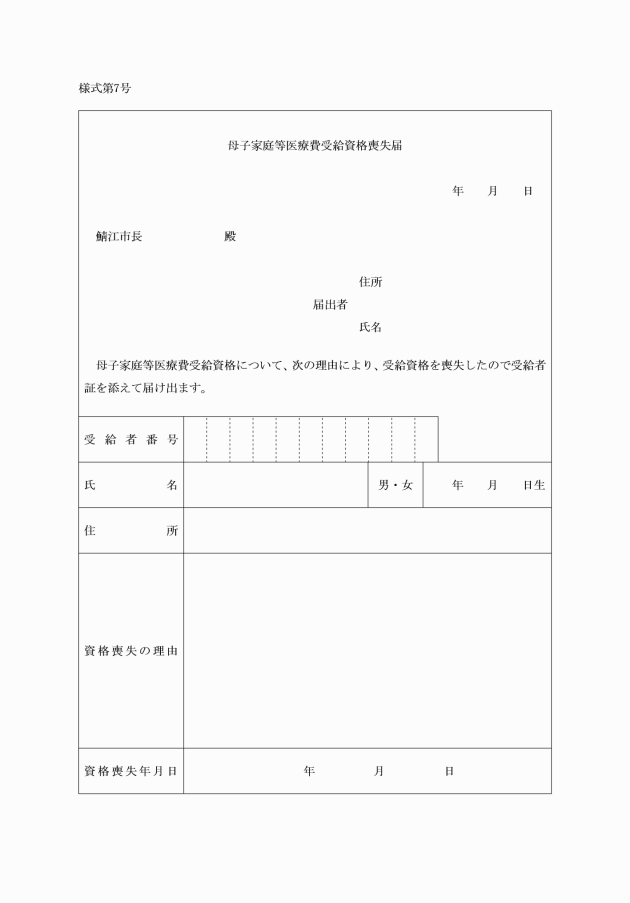 様式第7号
母子家庭等医療費受給資格喪失届
年　　月　　日
鯖江市長　　　　　　　殿
住所
届出者
氏名
母子家庭等医療費受給資格について、次の理由により、受給資格を喪失したので受給者
証を添えて届け出ます。
受給者番号
氏　　　　　名　男・女　年　　月　　日生
住　　　　　所
資格喪失の理由
資格喪失年月日　年　　　　月　　　　日